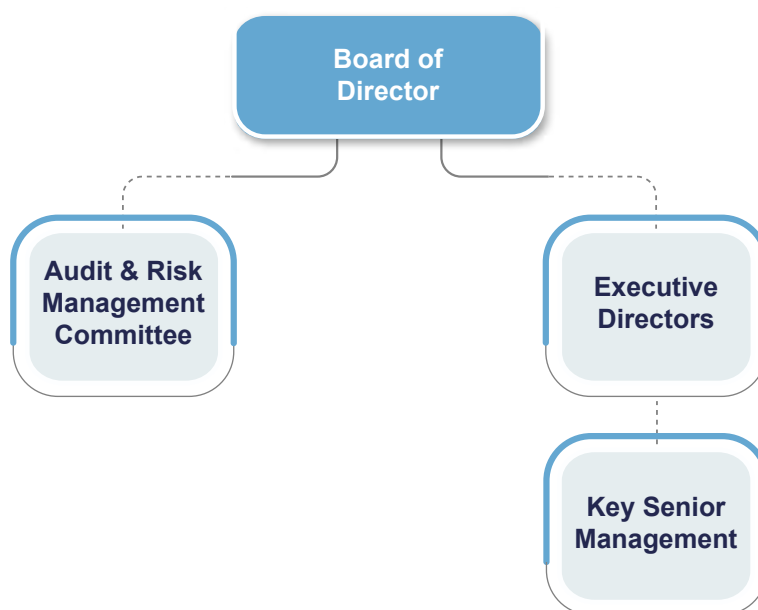 Board of
Director
Audit & Risk
Management
Committee
Executive
Directors
Key Senior
Management